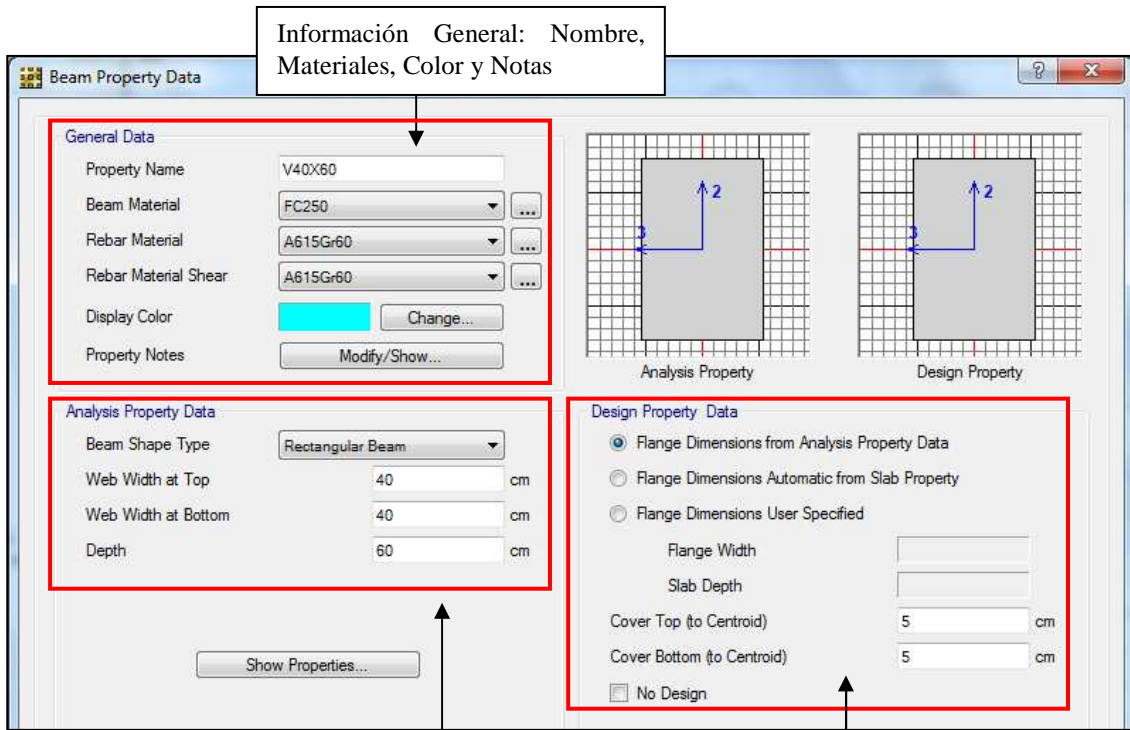 Información General: Nombre,
Materiales, Color y Notas
Beam Property Data
General Data
Property Name V40X60
Beam Material FC250 ...
Rebar Material A615Gr60 ...
Rebar Material Shear A615Gr60 ...
Display Color Change...
Property Notes Modify/Show...
2
3
Analysis Property
2
3
Design Property
Analysis Property Data
Beam Shape Type Rectangular Beam
Web Width at Top 40 cm
Web Width at Bottom 40 cm
Depth 60 cm
Show Properties...
Design Property Data
Flange Dimensions from Analysis Property Data
Flange Dimensions Automatic from Slab Property
Flange Dimensions User Specified
Flange Width
Slab Depth
Cover Top (to Centroid) 5 cm
Cover Bottom (to Centroid) 5 cm
No Design